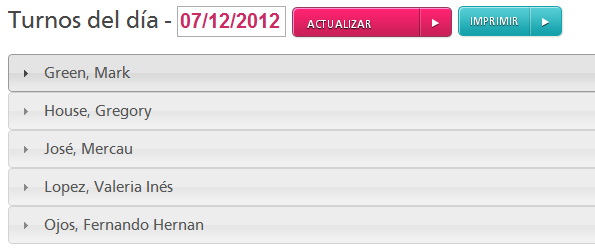 Turnos del día - 07/12/2012 ACTUALIZAR IMPRIMIR
Green, Mark
House, Gregory
José, Mercau
Lopez, Valeria Inés
Ojos, Fernando Hernan